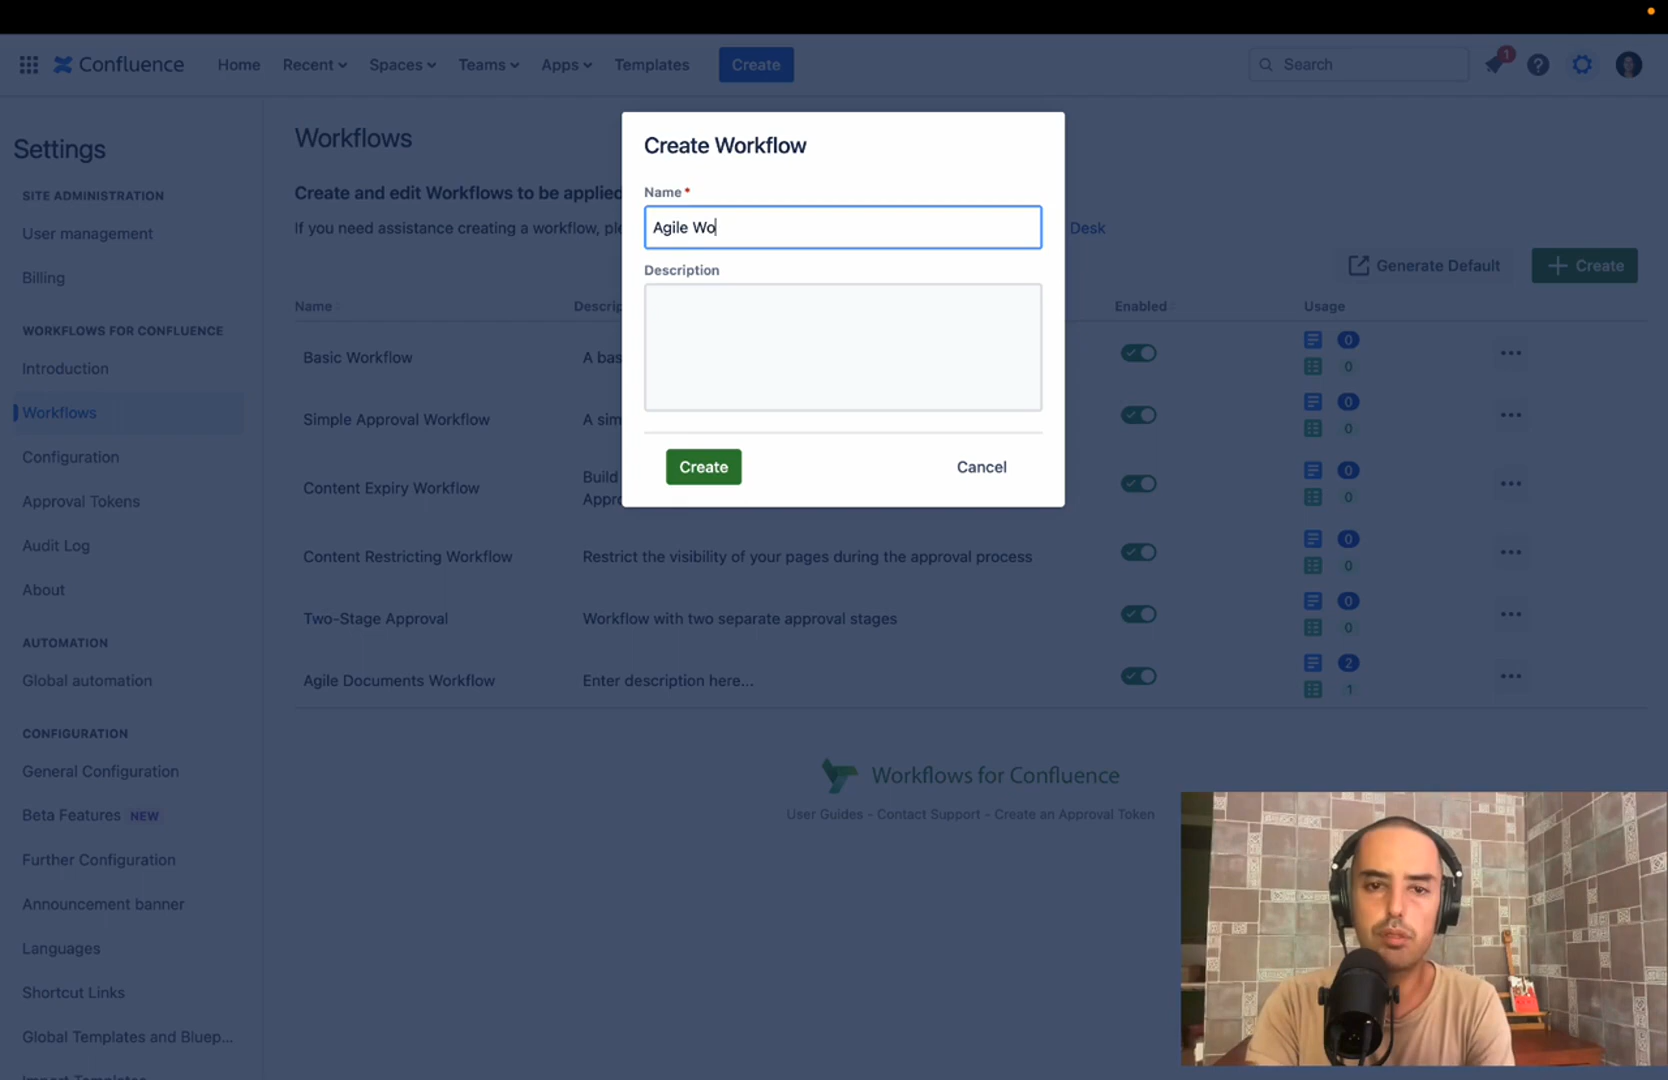 Confluence
Home
Recent
Spaces
Teams
Apps
Templates
Create
Search
1
Settings
SITE ADMINISTRATION
User management
Billing
WORKFLOWS FOR CONFLUENCE
Introduction
Workflows
Configuration
Approval Tokens
Audit Log
About
AUTOMATION
Global automation
CONFIGURATION
General Configuration
Beta Features NEW
Further Configuration
Announcement banner
Languages
Shortcut Links
Global Templates and Bluep...
Import Templates
Workflows
Create and edit Workflows to be applied
If you need assistance creating a workflow, ple
Desk
Generate Default
Create
Name
Descrip
Enabled
Usage
Basic Workflow
A bas
0
0
Simple Approval Workflow
A sim
0
0
Content Expiry Workflow
Build
Appro
0
0
Content Restricting Workflow
Restrict the visibility of your pages during the approval process
0
0
Two-Stage Approval
Workflow with two separate approval stages
0
0
Agile Documents Workflow
Enter description here...
2
1
Workflows for Confluence
User Guides - Contact Support - Create an Approval Token
Create Workflow
Name *
Agile Wo
Description
Create
Cancel